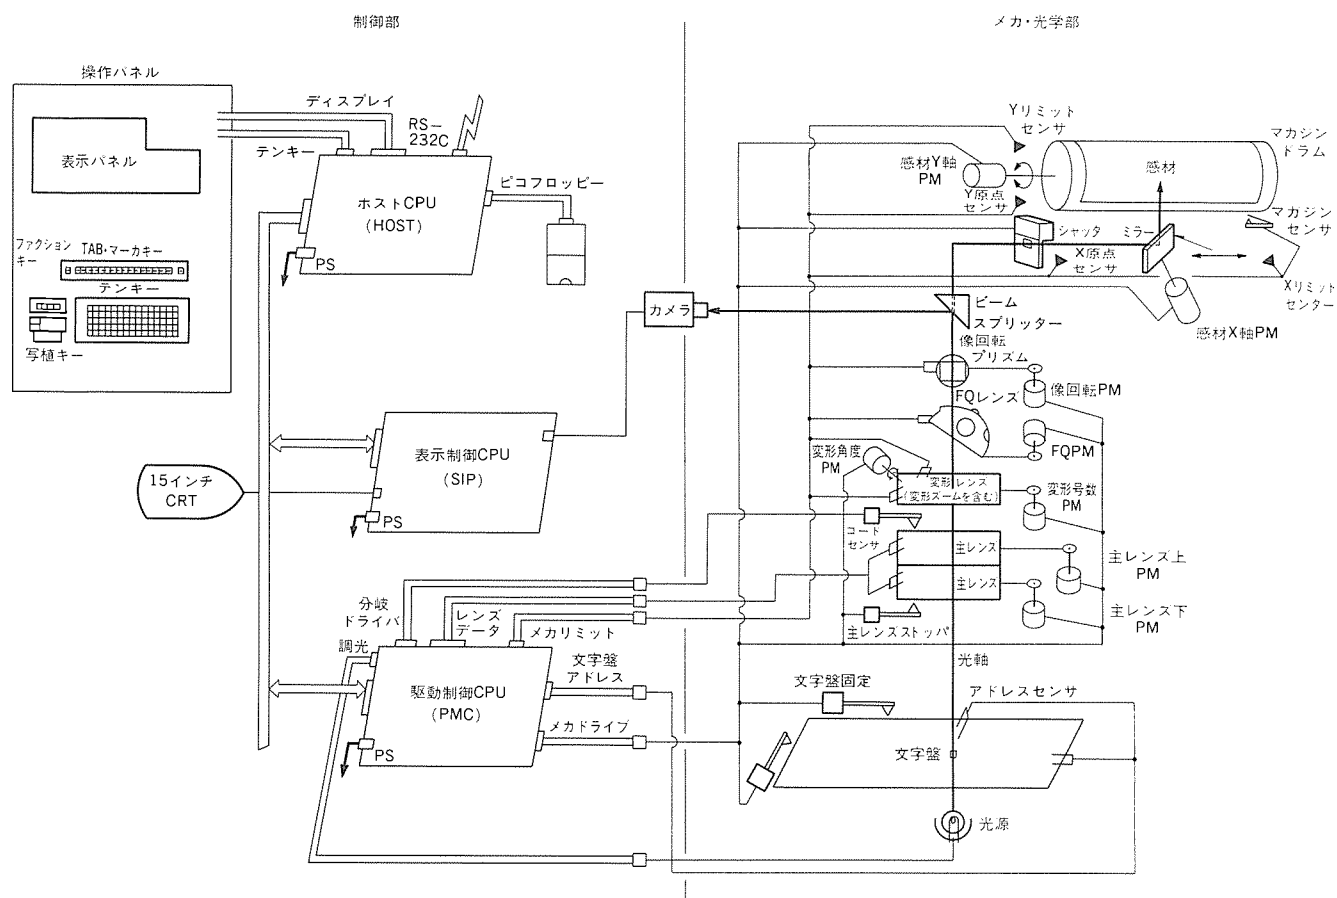 制御部
メカ・光学部
操作パネル
表示パネル
ファクション
キー
TAB・マーカキー
テンキー
写植キー
ディスプレイ
テンキー
RS－
232C
ホストCPU
(HOST)
PS
ピコフロッピー
カメラ
表示制御CPU
(SIP)
PS
15インチ
CRT
分岐
ドライバ
レンズ
データ
メカリミット
調光
駆動制御CPU
(PMC)
PS
文字盤
アドレス
メカドライブ
Yリミット
センサ
感材Y軸
PM
Y原点
センサ
マカシン
ドラム
感材
マガジン
センサ
シャッタ
ミラー
X原点
センサ
Xリミット
センター
感材X軸PM
ビーム
スプリッター
像回転
プリズム
像回転PM
FQレンズ
FQPM
変形角度
PM
変形レンズ
(変形ズームを含む)
変形号数
PM
コード
センサ
主レンズ
主レンズ
主レンズ上
PM
主レンズ下
PM
主レンズストッパ
光軸
文字盤固定
アドレスセンサ
文字盤
光源